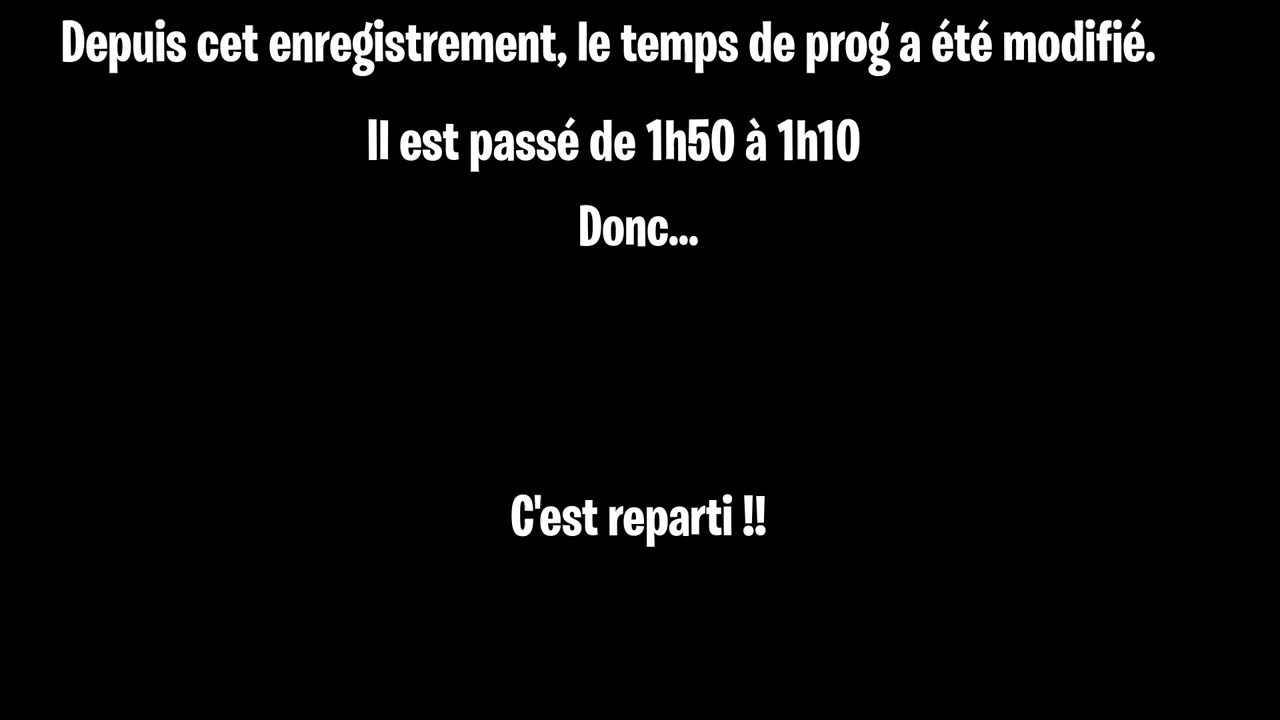 Depuis cet enregistrement, le temps de prog a été modifié.
Il est passé de 1h50 à 1h10
Donc...
C'est reparti !!